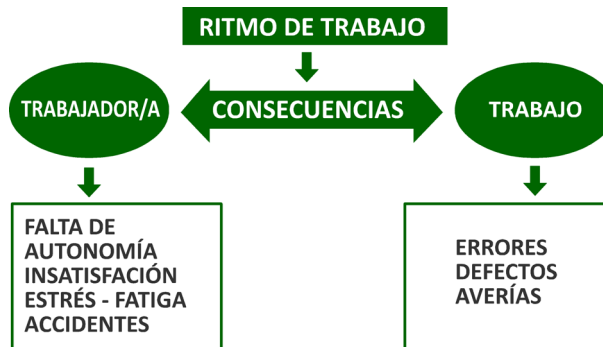 RITMO DE TRABAJO
TRABAJADOR/A
CONSECUENCIAS
TRABAJO
FALTA DE
AUTONOMÍA
INSATISFACIÓN
ESTRÉS - FATIGA
ACCIDENTES
ERRORES
DEFECTOS
AVERÍAS